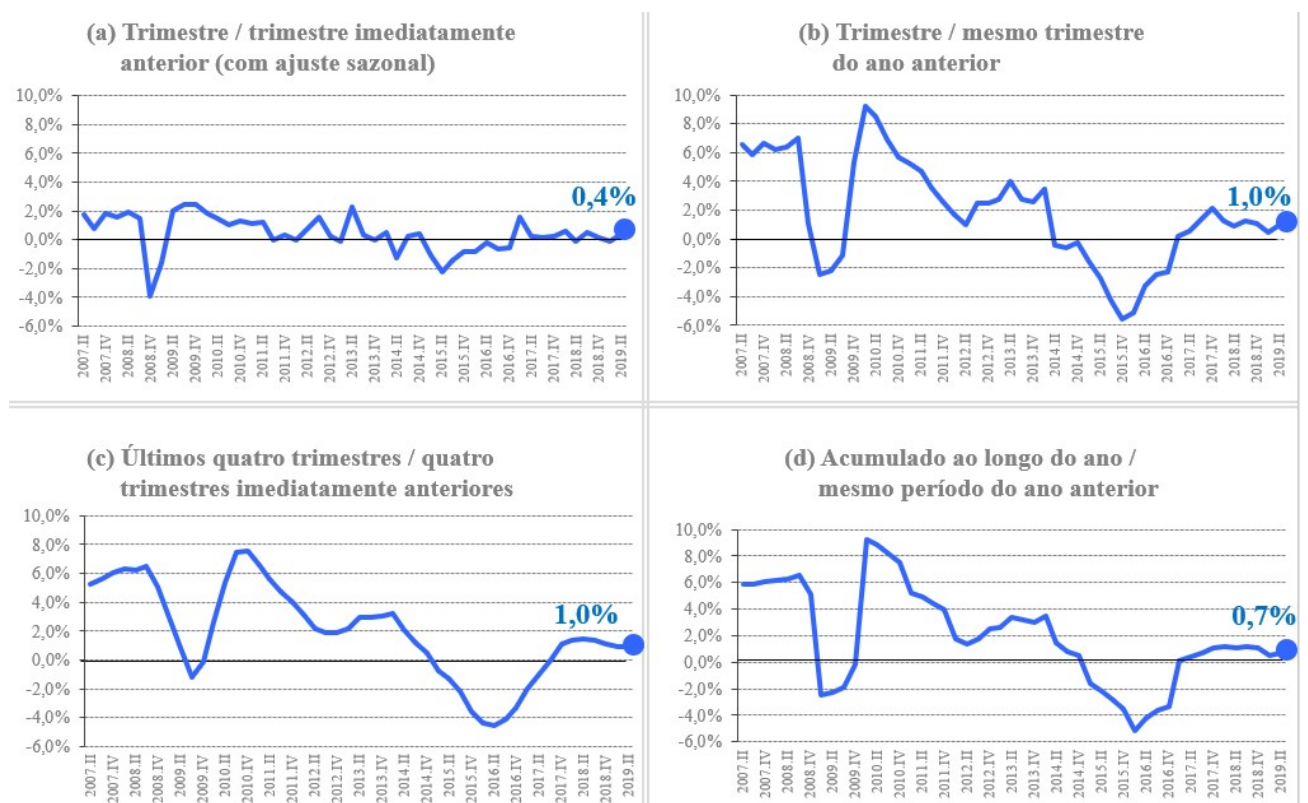 (a) Trimestre / trimestre imediatamente
anterior (com ajuste sazonal)
10,0%
8,0%
6,0%
4,0%
2,0%
0,0%
-2,0%
-4,0%
-6,0%
0,4%
2007.II
2007.IV
2008.II
2008.IV
2009.II
2009.IV
2010.II
2010.IV
2011.II
2011.IV
2012.II
2012.IV
2013.II
2013.IV
2014.II
2014.IV
2015.II
2015.IV
2016.II
2016.IV
2017.II
2017.IV
2018.II
2018.IV
2019.II
(b) Trimestre / mesmo trimestre
do ano anterior
10,0%
8,0%
6,0%
4,0%
2,0%
0,0%
-2,0%
-4,0%
-6,0%
1,0%
2007.II
2007.IV
2008.II
2008.IV
2009.II
2009.IV
2010.II
2010.IV
2011.II
2011.IV
2012.II
2012.IV
2013.II
2013.IV
2014.II
2014.IV
2015.II
2015.IV
2016.II
2016.IV
2017.II
2017.IV
2018.II
2018.IV
2019.II
(c) Últimos quatro trimestres / quatro
trimestres imediatamente anteriores
10,0%
8,0%
6,0%
4,0%
2,0%
0,0%
-2,0%
-4,0%
-6,0%
1,0%
2007.II
2007.IV
2008.II
2008.IV
2009.II
2009.IV
2010.II
2010.IV
2011.II
2011.IV
2012.II
2012.IV
2013.II
2013.IV
2014.II
2014.IV
2015.II
2015.IV
2016.II
2016.IV
2017.II
2017.IV
2018.II
2018.IV
2019.II
(d) Acumulado ao longo do ano /
mesmo período do ano anterior
10,0%
8,0%
6,0%
4,0%
2,0%
0,0%
-2,0%
-4,0%
-6,0%
0,7%
2007.II
2007.IV
2008.II
2008.IV
2009.II
2009.IV
2010.II
2010.IV
2011.II
2011.IV
2012.II
2012.IV
2013.II
2013.IV
2014.II
2014.IV
2015.II
2015.IV
2016.II
2016.IV
2017.II
2017.IV
2018.II
2018.IV
2019.II